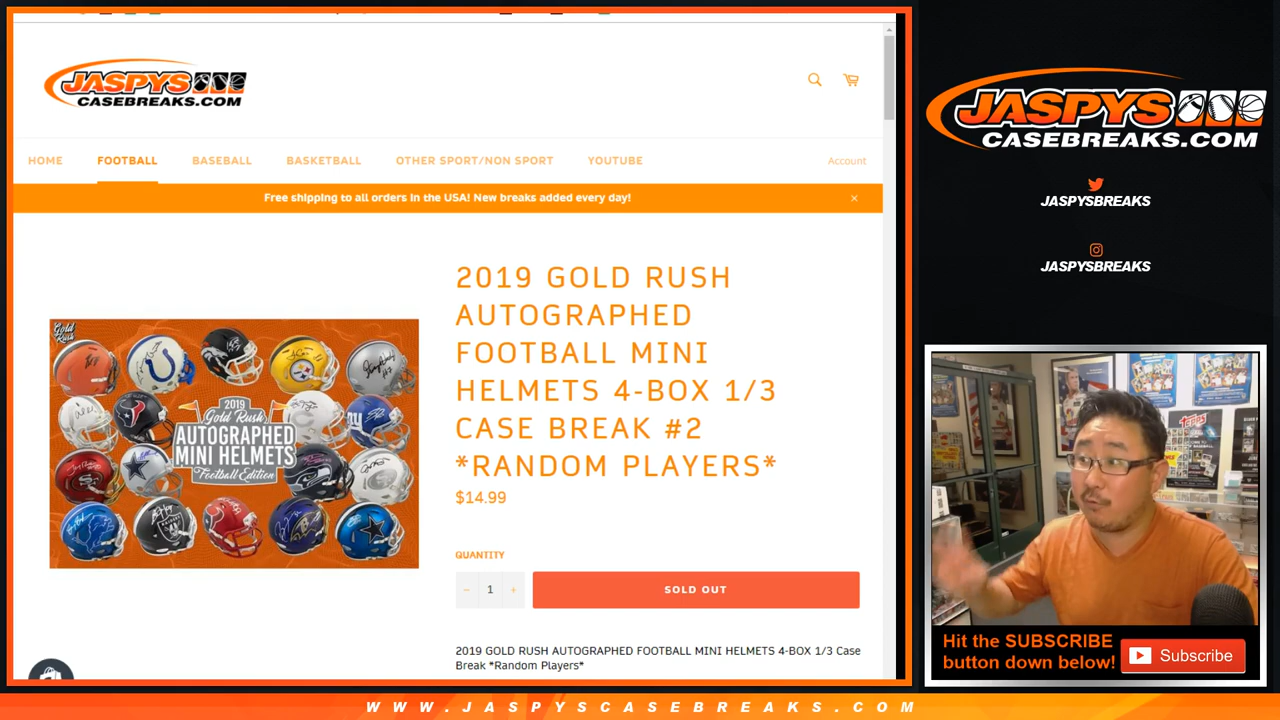 JASPYS
CASEBREAKS.COM
HOME FOOTBALL BASEBALL BASKETBALL OTHER SPORT/NON SPORT YOUTUBE Account
Free shipping to all orders in the USA! New breaks added every day! ×
2019 GOLD RUSH
AUTOGRAPHED
FOOTBALL MINI
HELMETS 4-BOX 1/3
CASE BREAK #2
*RANDOM PLAYERS*
$14.99
QUANTITY
− 1 +
SOLD OUT
2019 GOLD RUSH AUTOGRAPHED FOOTBALL MINI HELMETS 4-BOX 1/3 Case
Break *Random Players*
Gold
Rush
2019
Gold Rush
AUTOGRAPHED
MINI HELMETS
Football Edition
JASPYS
CASEBREAKS.COM
JASPYSBREAKS
JASPYSBREAKS
TOPPS
Hit the SUBSCRIBE
button down below!
Subscribe
WWW.JASPYSCASEBREAKS.COM